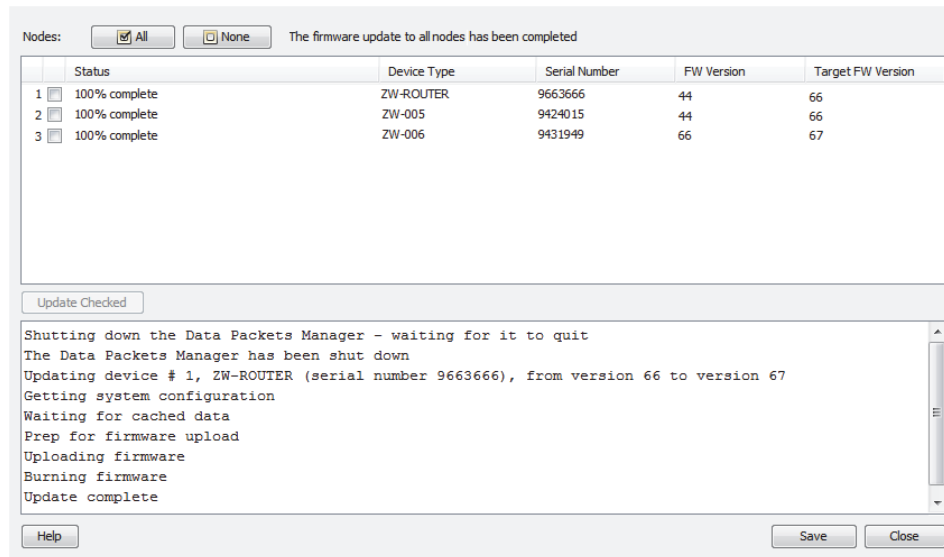 Nodes: All None The firmware update to all nodes has been completed
Status Device Type Serial Number FW Version Target FW Version
1 100% complete ZW-ROUTER 9663666 44 66
2 100% complete ZW-005 9424015 44 66
3 100% complete ZW-006 9431949 66 67
Update Checked
Shutting down the Data Packets Manager - waiting for it to quit
The Data Packets Manager has been shut down
Updating device # 1, ZW-ROUTER (serial number 9663666), from version 66 to version 67
Getting system configuration
Waiting for cached data
Prep for firmware upload
Uploading firmware
Burning firmware
Update complete
Help Save Close